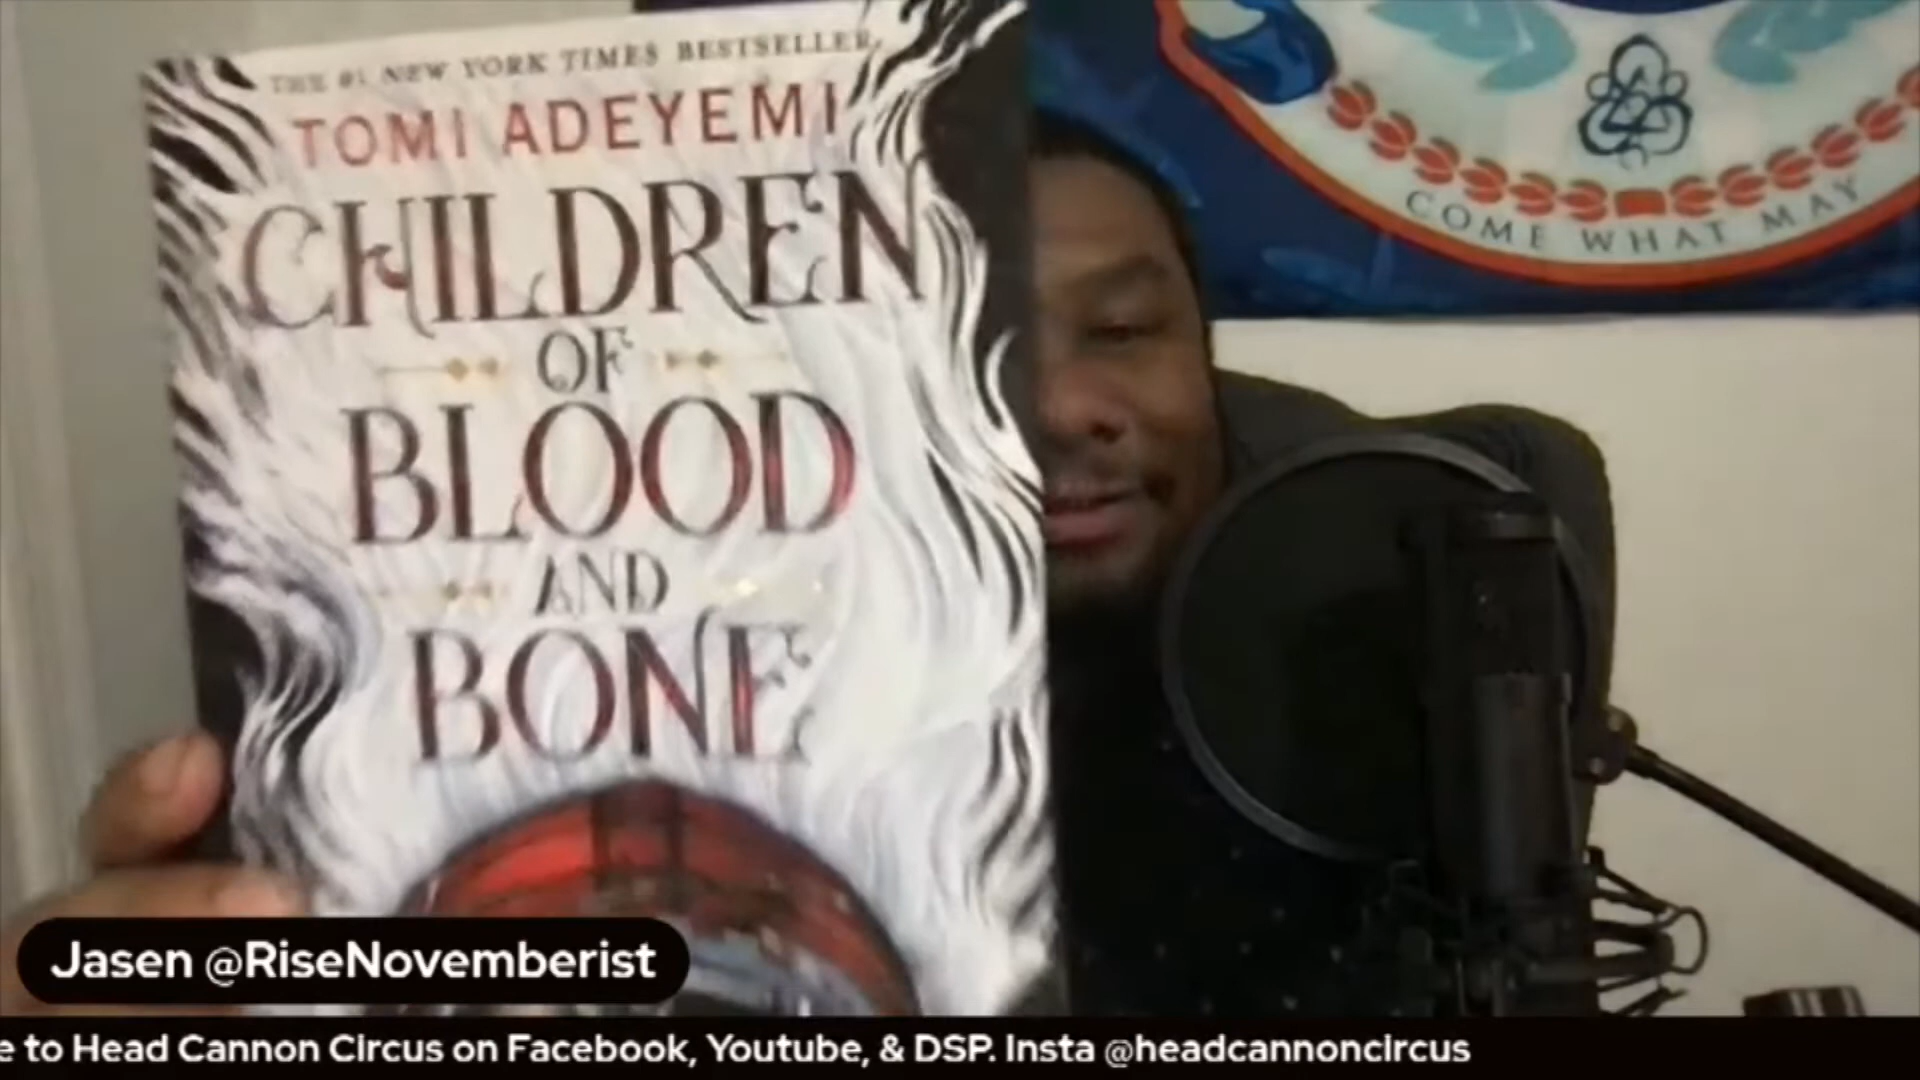 THE #1 NEW YORK TIMES BESTSELLER
TOMI ADEYEMI
CHILDREN
OF
BLOOD
AND
BONE
COME WHAT MAY
Jasen @RiseNovemberist
e to Head Cannon Circus on Facebook, Youtube, & DSP. Insta @headcannoncircus